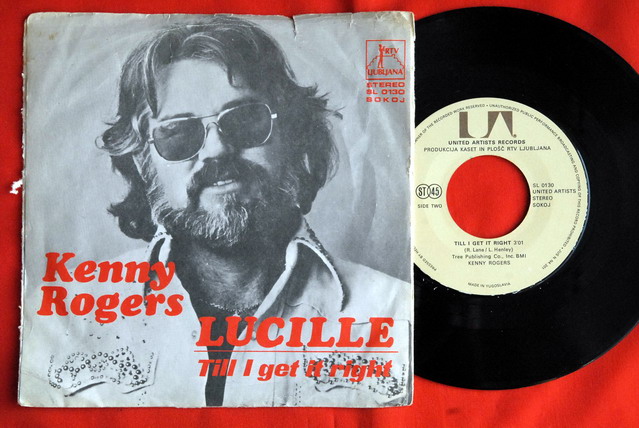 RTV
LJUBLJANA
STEREO
SL 0130
SOKOJ
Kenny
Rogers
LUCILLE
Till I get it right
UA
UNITED ARTISTS RECORDS
PRODUKCIJA KASET IN PLOŠČ RTV LJUBLJANA
ST 45
SIDE TWO
SL 0130
UNITED ARTISTS
STEREO
SOKOJ
TILL I GET IT RIGHT 3'01
(R. Lane / L. Henley)
Tree Publishing Co., Inc. BMI
KENNY ROGERS
MADE IN YUGOSLAVIA